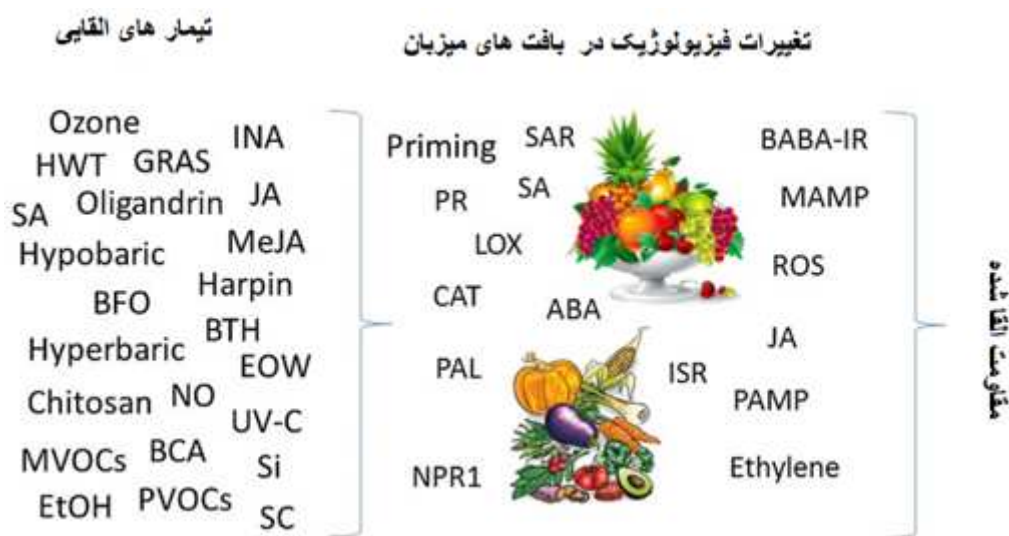 تیمار های القایی
تغییرات فیزیولوژیک در بافت های میزبان
Ozone
INA
HWT
GRAS
SA
Oligandrin
JA
Hypobaric
MeJA
BFO
Harpin
BTH
Hyperbaric
EOW
Chitosan
NO
UV-C
MVOCs
BCA
Si
EtOH
PVOCs
SC
Priming
SAR
PR
SA
LOX
CAT
ABA
PAL
ISR
NPR1
BABA-IR
MAMP
ROS
JA
PAMP
Ethylene
مقاومت القا شده